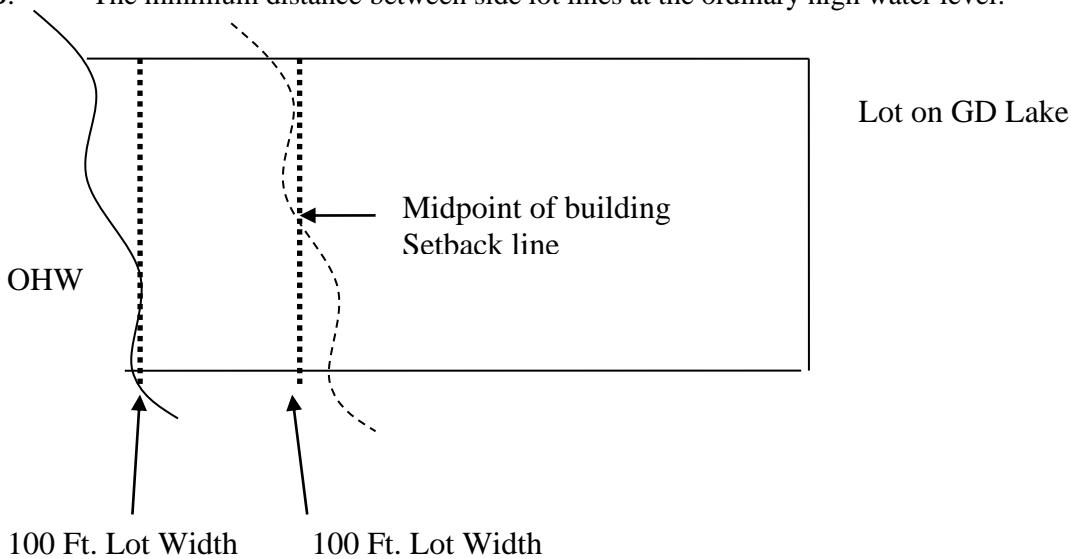 The minimum distance between side lot lines at the ordinary high water level.
Lot on GD Lake
Midpoint of building
Setback line
OHW
100 Ft. Lot Width 100 Ft. Lot Width